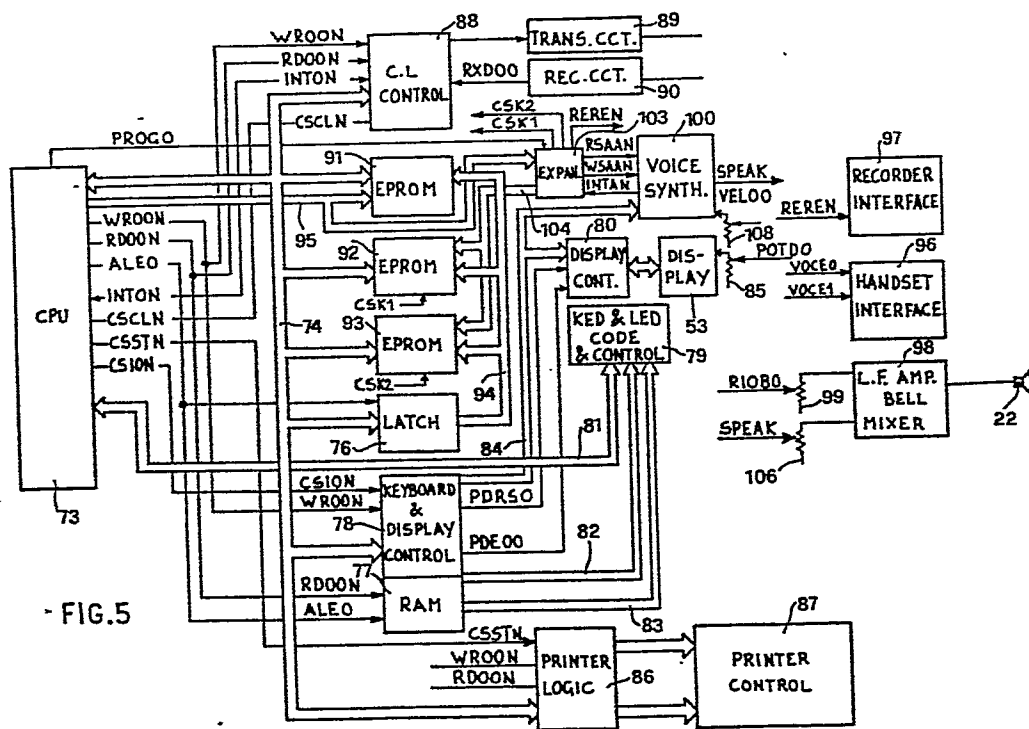 WROON
RDOON
INTON
CSCLN
PROGO
88
C.L
CONTROL
RXDOO
89
TRANS.CCT.
REC.CCT.
90
CSK2
CSK1
REREN
103
100
RSAAN
WSAAN
INTAN
EXPAN.
VOICE
SYNTH.
SPEAK
VELOO
108
97
RECORDER
INTERFACE
REREN
91
EPROM
95
104
80
92
EPROM
CSK1
DISPLAY
CONT.
DIS-
PLAY
53
POTDO
85
VOCE0
VOCE1
96
HANDSET
INTERFACE
CPU
73
WROON
RDOON
ALEO
INTON
CSCLN
CSSTN
CSION
74
93
EPROM
CSK2
94
KED & LED
CODE
& CONTROL
79
98
L.F. AMP.
BELL
MIXER
RIOBO
99
SPEAK
106
22
LATCH
76
84
81
CSION
WROON
KEYBOARD
&
DISPLAY
CONTROL
78
PDRSO
PDEOO
82
77
RAM
RDOON
ALEO
83
FIG.5
CSSTN
WROON
RDOON
PRINTER
LOGIC
86
87
PRINTER
CONTROL